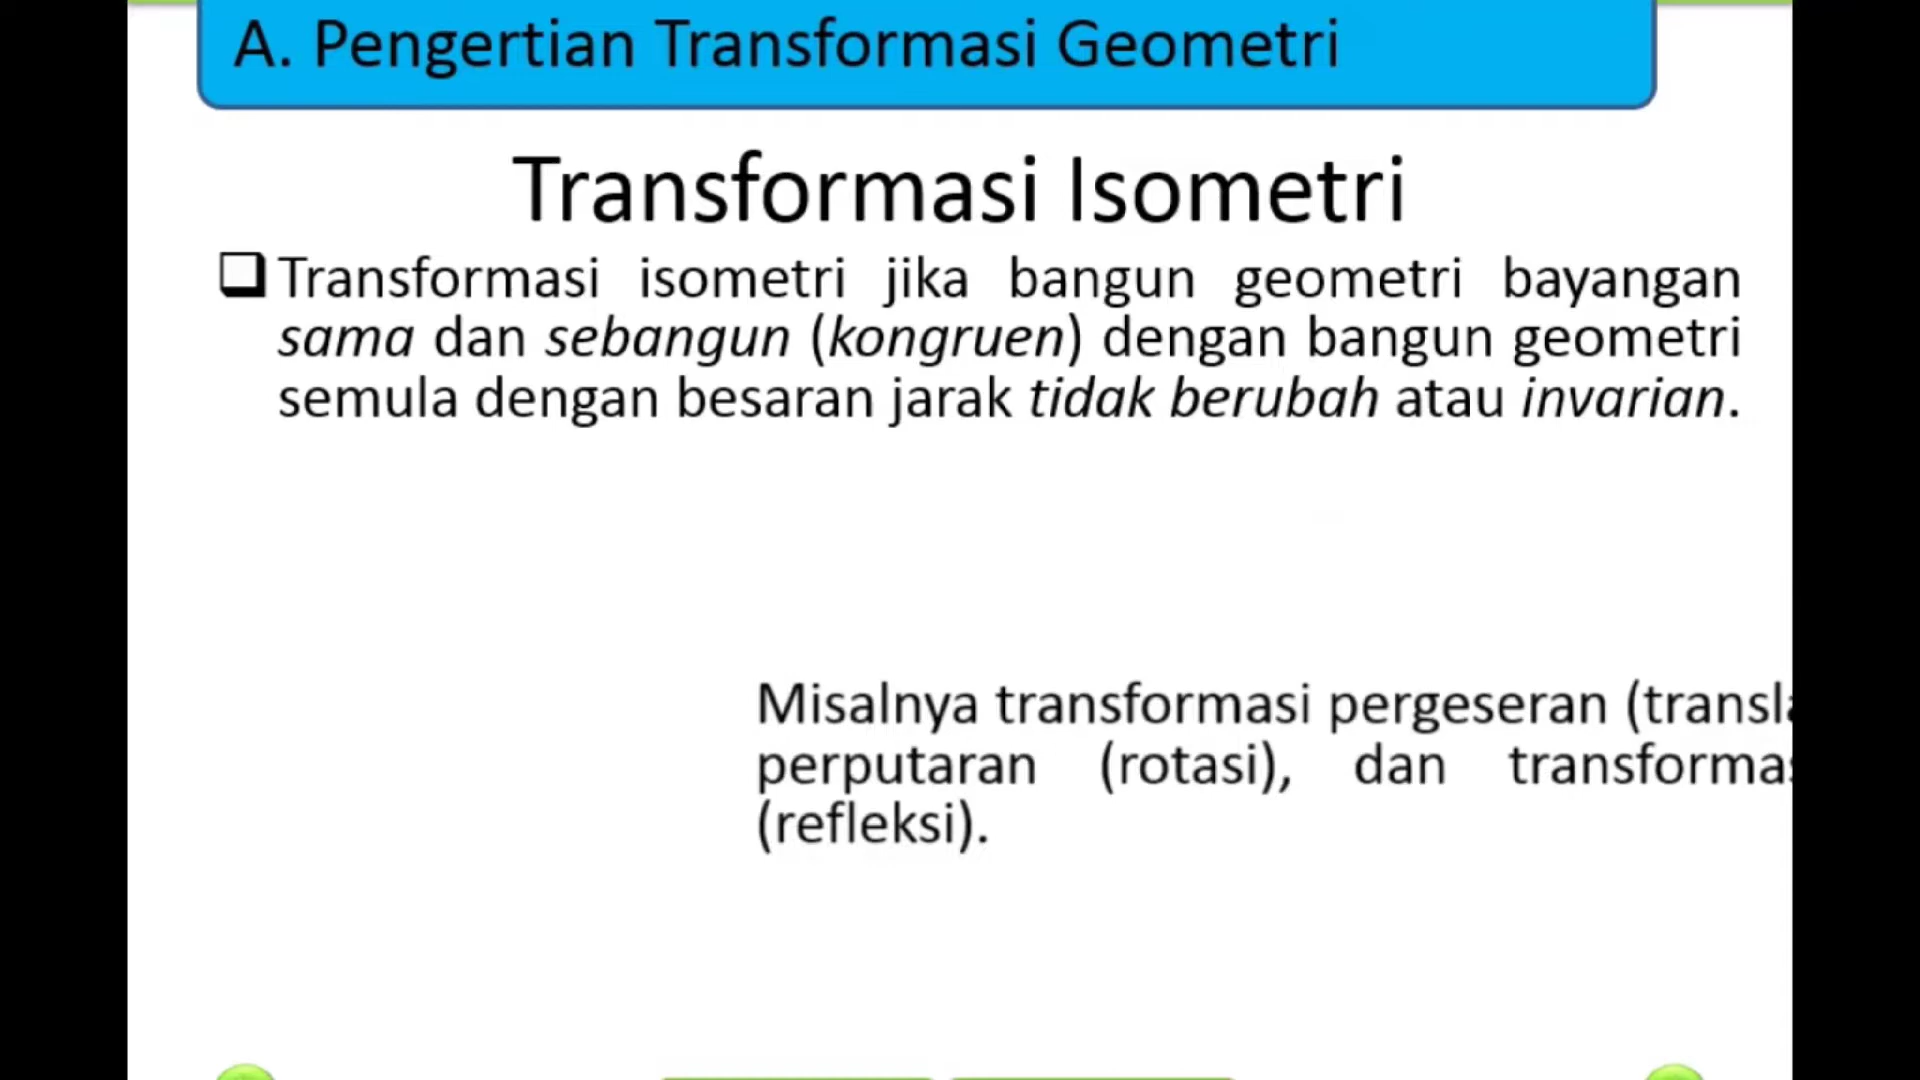 A. Pengertian Transformasi Geometri
Transformasi Isometri
Transformasi isometri jika bangun geometri bayangan
sama dan sebangun (kongruen) dengan bangun geometri
semula dengan besaran jarak tidak berubah atau invarian.
Misalnya transformasi pergeseran
perputaran (rotasi), dan
(refleksi).